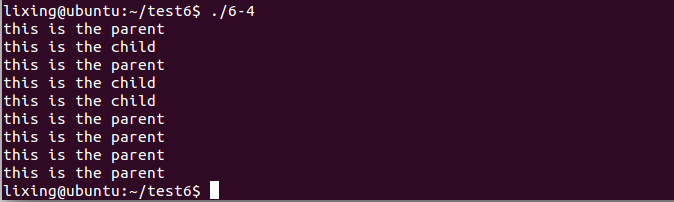 lixing@ubuntu:~/test6$ ./6-4
this is the parent
this is the child
this is the parent
this is the child
this is the child
this is the parent
this is the parent
this is the parent
this is the parent
lixing@ubuntu:~/test6$